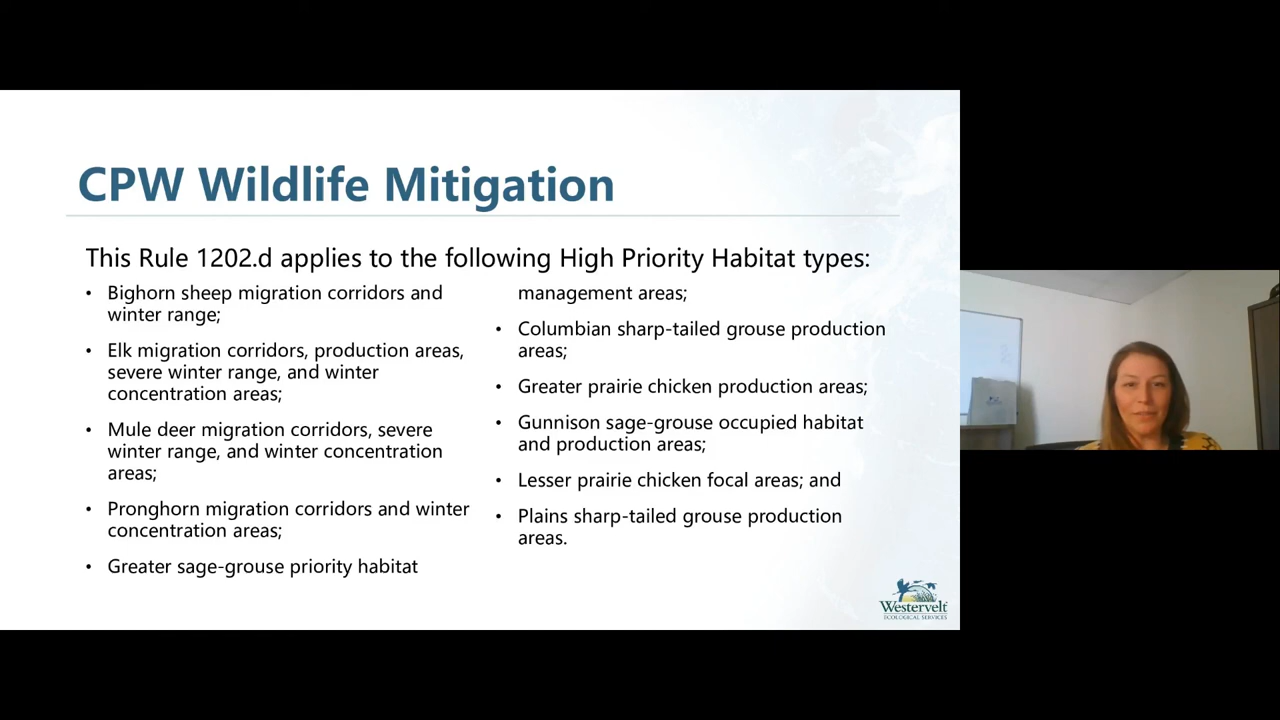 CPW Wildlife Mitigation
This Rule 1202.d applies to the following High Priority Habitat types:
• Bighorn sheep migration corridors and
winter range;
• Elk migration corridors, production areas,
severe winter range, and winter
concentration areas;
• Mule deer migration corridors, severe
winter range, and winter concentration
areas;
• Pronghorn migration corridors and winter
concentration areas;
• Greater sage-grouse priority habitat
management areas;
• Columbian sharp-tailed grouse production
areas;
• Greater prairie chicken production areas;
• Gunnison sage-grouse occupied habitat
and production areas;
• Lesser prairie chicken focal areas; and
• Plains sharp-tailed grouse production
areas.
Westervelt
ECOLOGICAL SERVICES